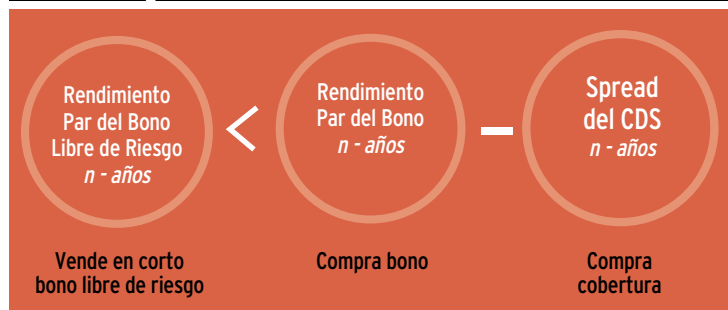 Rendimiento
Par del Bono
Libre de Riesgo
n - años
<
Rendimiento
Par del Bono
n - años
-
Spread
del CDS
n - años
Vende en corto
bono libre de riesgo
Compra bono
Compra
cobertura